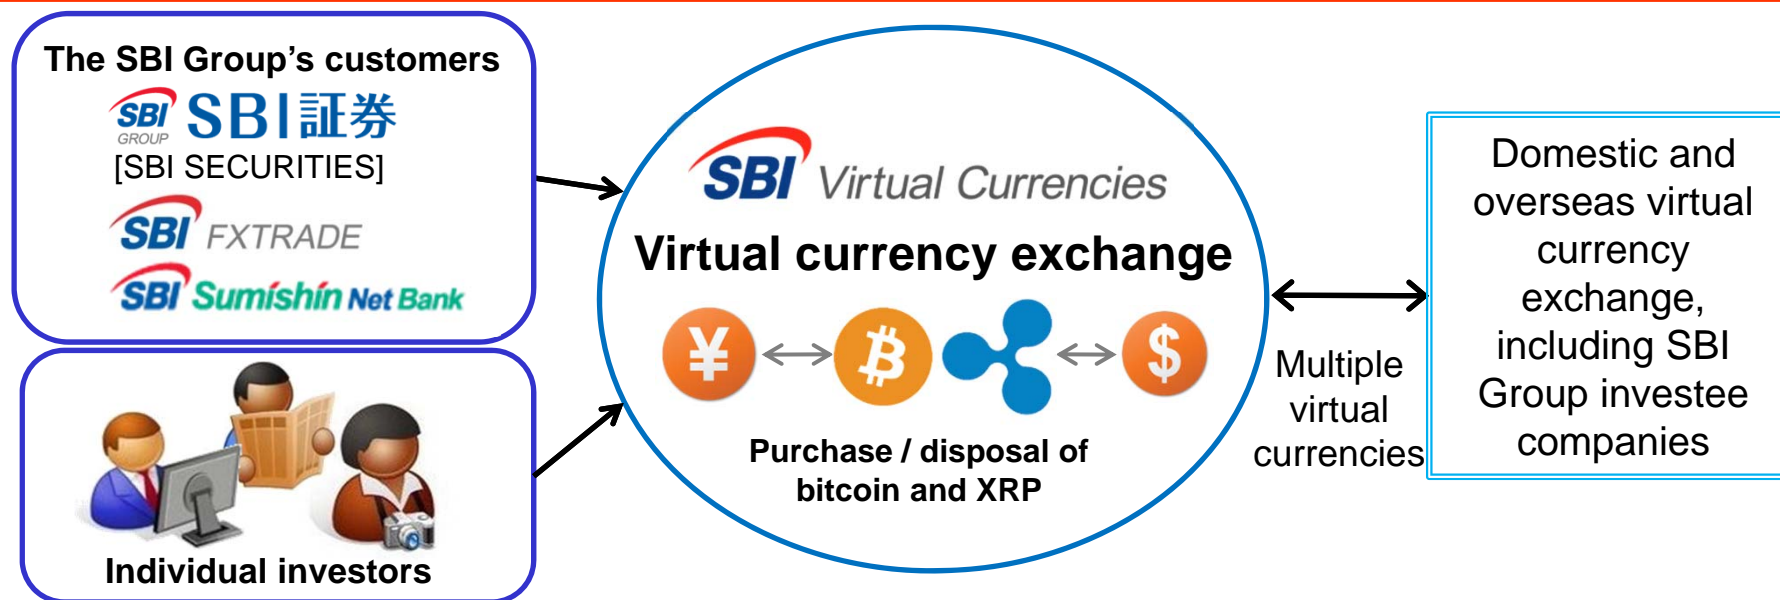 The SBI Group’s customers
SBI GROUP SBI証券
[SBI SECURITIES]
SBI FXTRADE
SBI Sumishin Net Bank
Individual investors
SBI Virtual Currencies
Virtual currency exchange
¥ ₿ $
Purchase / disposal of
bitcoin and XRP
Multiple
virtual
currencies
Domestic and
overseas virtual
currency
exchange,
including SBI
Group investee
companies